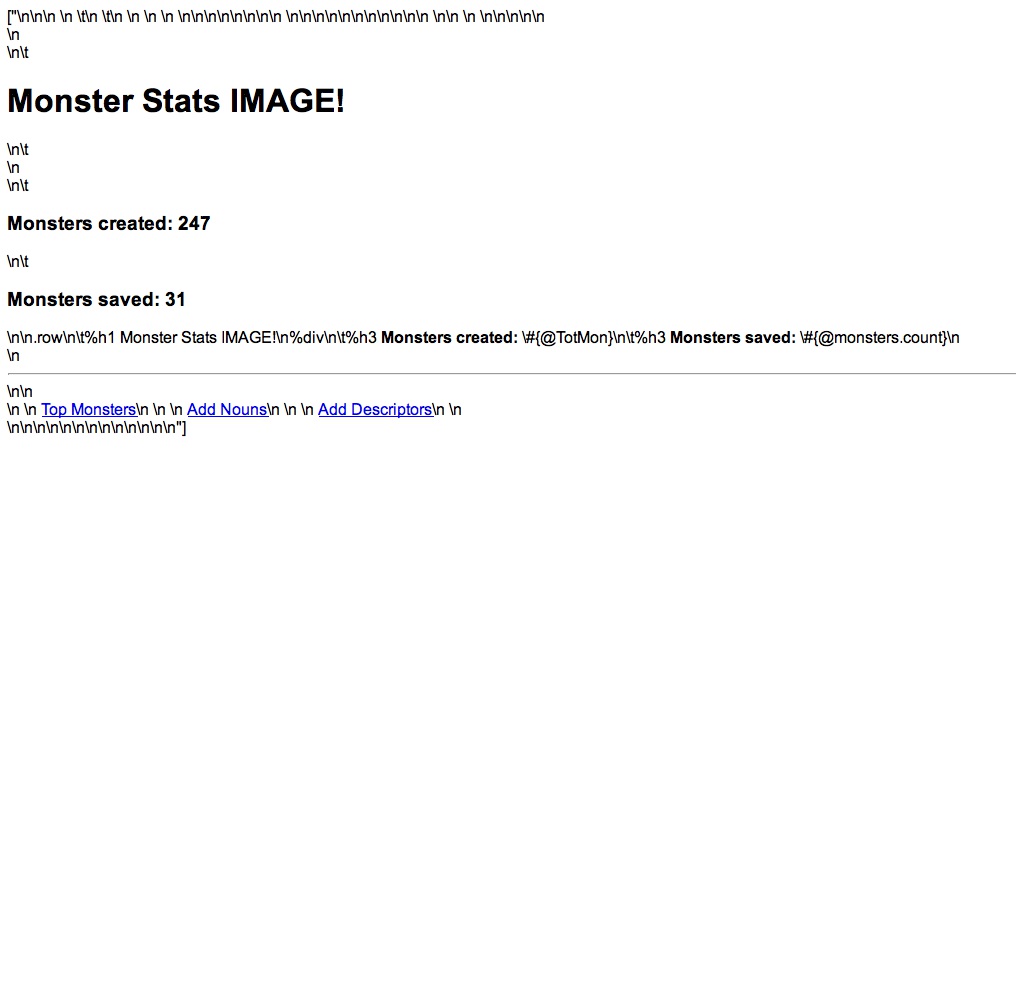 ["\n\n\n \n \t\n \t\n \n \n \n \n\n\n\n\n\n\n\n \n\n\n\n\n\n\n\n\n\n\n \n\n \n \n\n\n\n\n
\n
\n\t
Monster Stats IMAGE!
\n\t
\n
\n\t
Monsters created: 247
\n\t
Monsters saved: 31
\n\n.row\n\t%h1 Monster Stats IMAGE!\n%div\n\t%h3 Monsters created: \#{@TotMon}\n\t%h3 Monsters saved: \#{@monsters.count}\n
\n
\n\n
\n \n Top Monsters\n \n \n Add Nouns\n \n \n Add Descriptors\n \n
\n\n\n\n\n\n\n\n\n\n\n\n\n"]